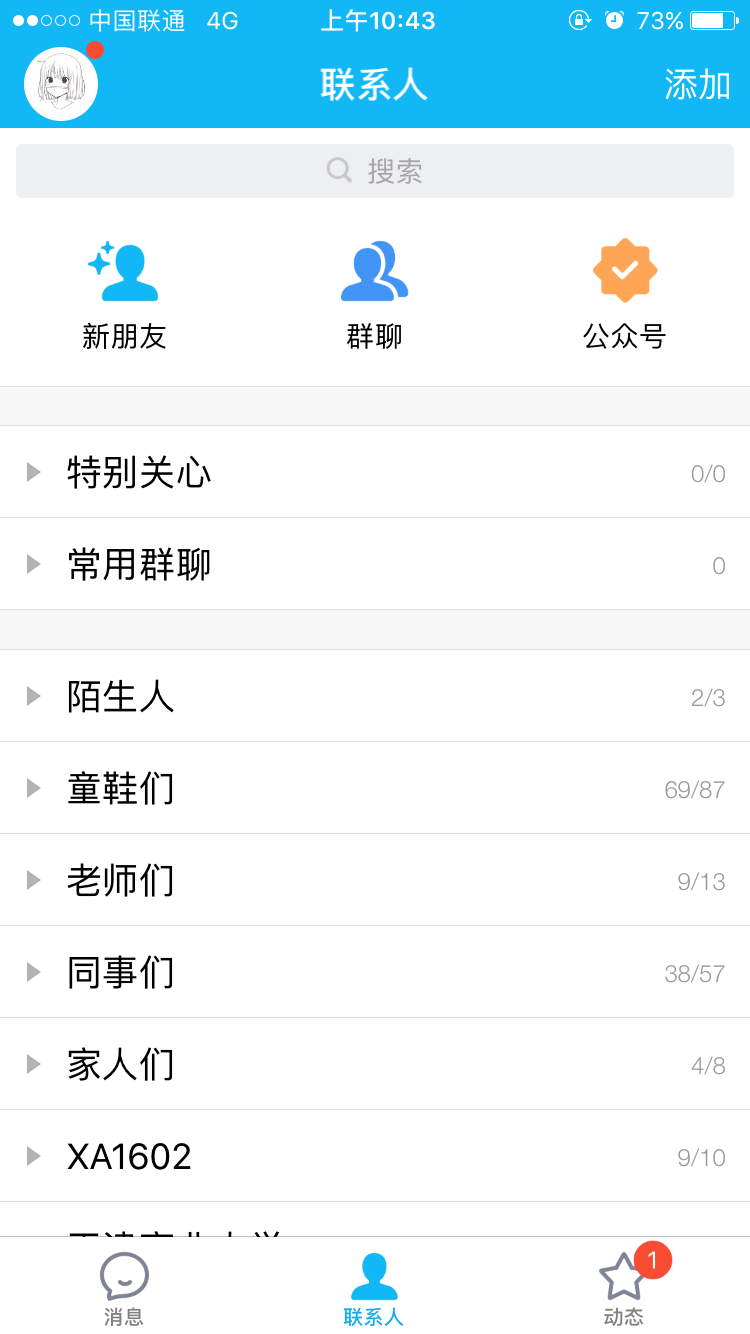 中国联通 4G 上午10:43 73%
联系人 添加
搜索
新朋友 群聊 公众号
特别关心 0/0
常用群聊 0
陌生人 2/3
童鞋们 69/87
老师们 9/13
同事们 38/57
家人们 4/8
XA1602 9/10
1
消息 联系人 动态